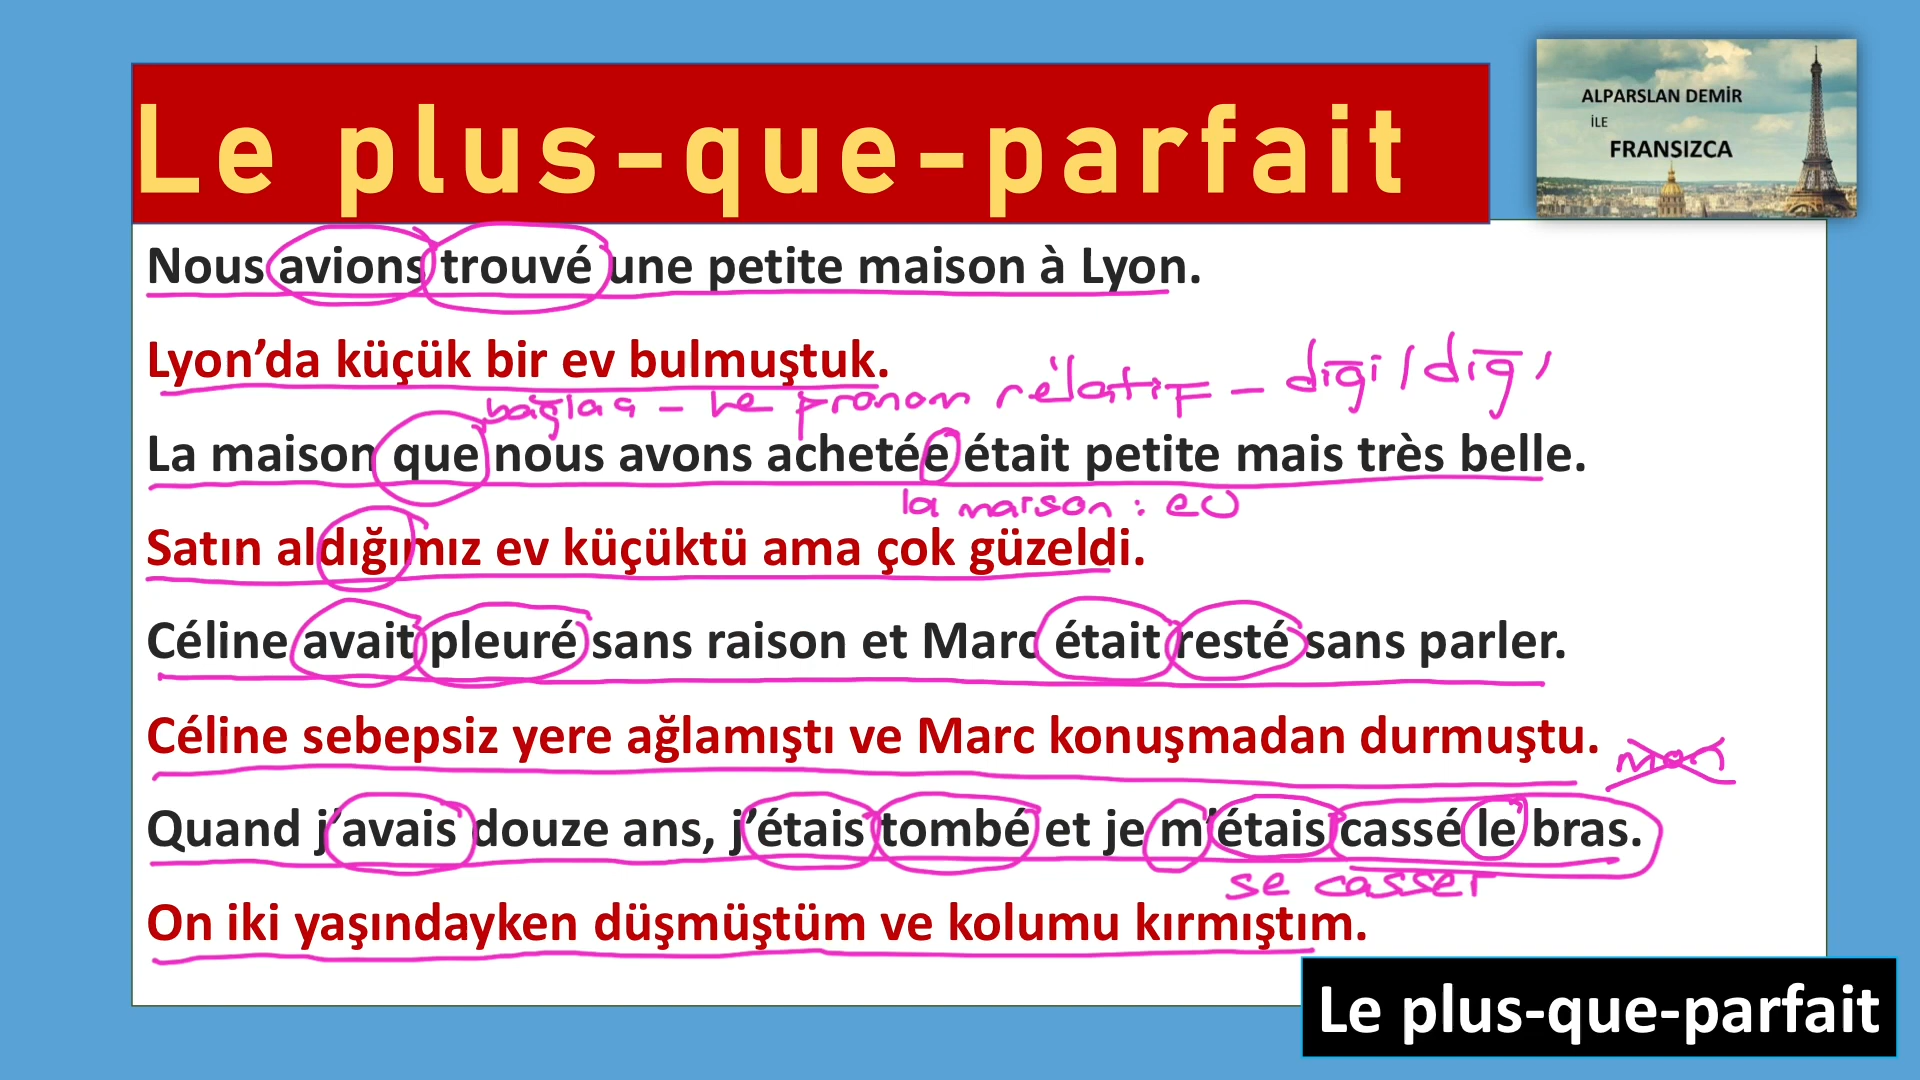 Le plus-que-parfait
ALPARSLAN DEMİR
İLE
FRANSIZCA
Nous avions trouvé une petite maison à Lyon.
Lyon'da küçük bir ev bulmuştuk.
bağlaç – Le pronom rélatif – diği / dığı
La maison que nous avons achetée était petite mais très belle.
la maison : ev
Satın aldığımız ev küçüktü ama çok güzeldi.
Céline avait pleuré sans raison et Marc était resté sans parler.
Céline sebepsiz yere ağlamıştı ve Marc konuşmadan durmuştu.
mon
Quand j'avais douze ans, j'étais tombé et je m'étais cassé le bras.
se casser
On iki yaşındayken düşmüştüm ve kolumu kırmıştım.
Le plus-que-parfait